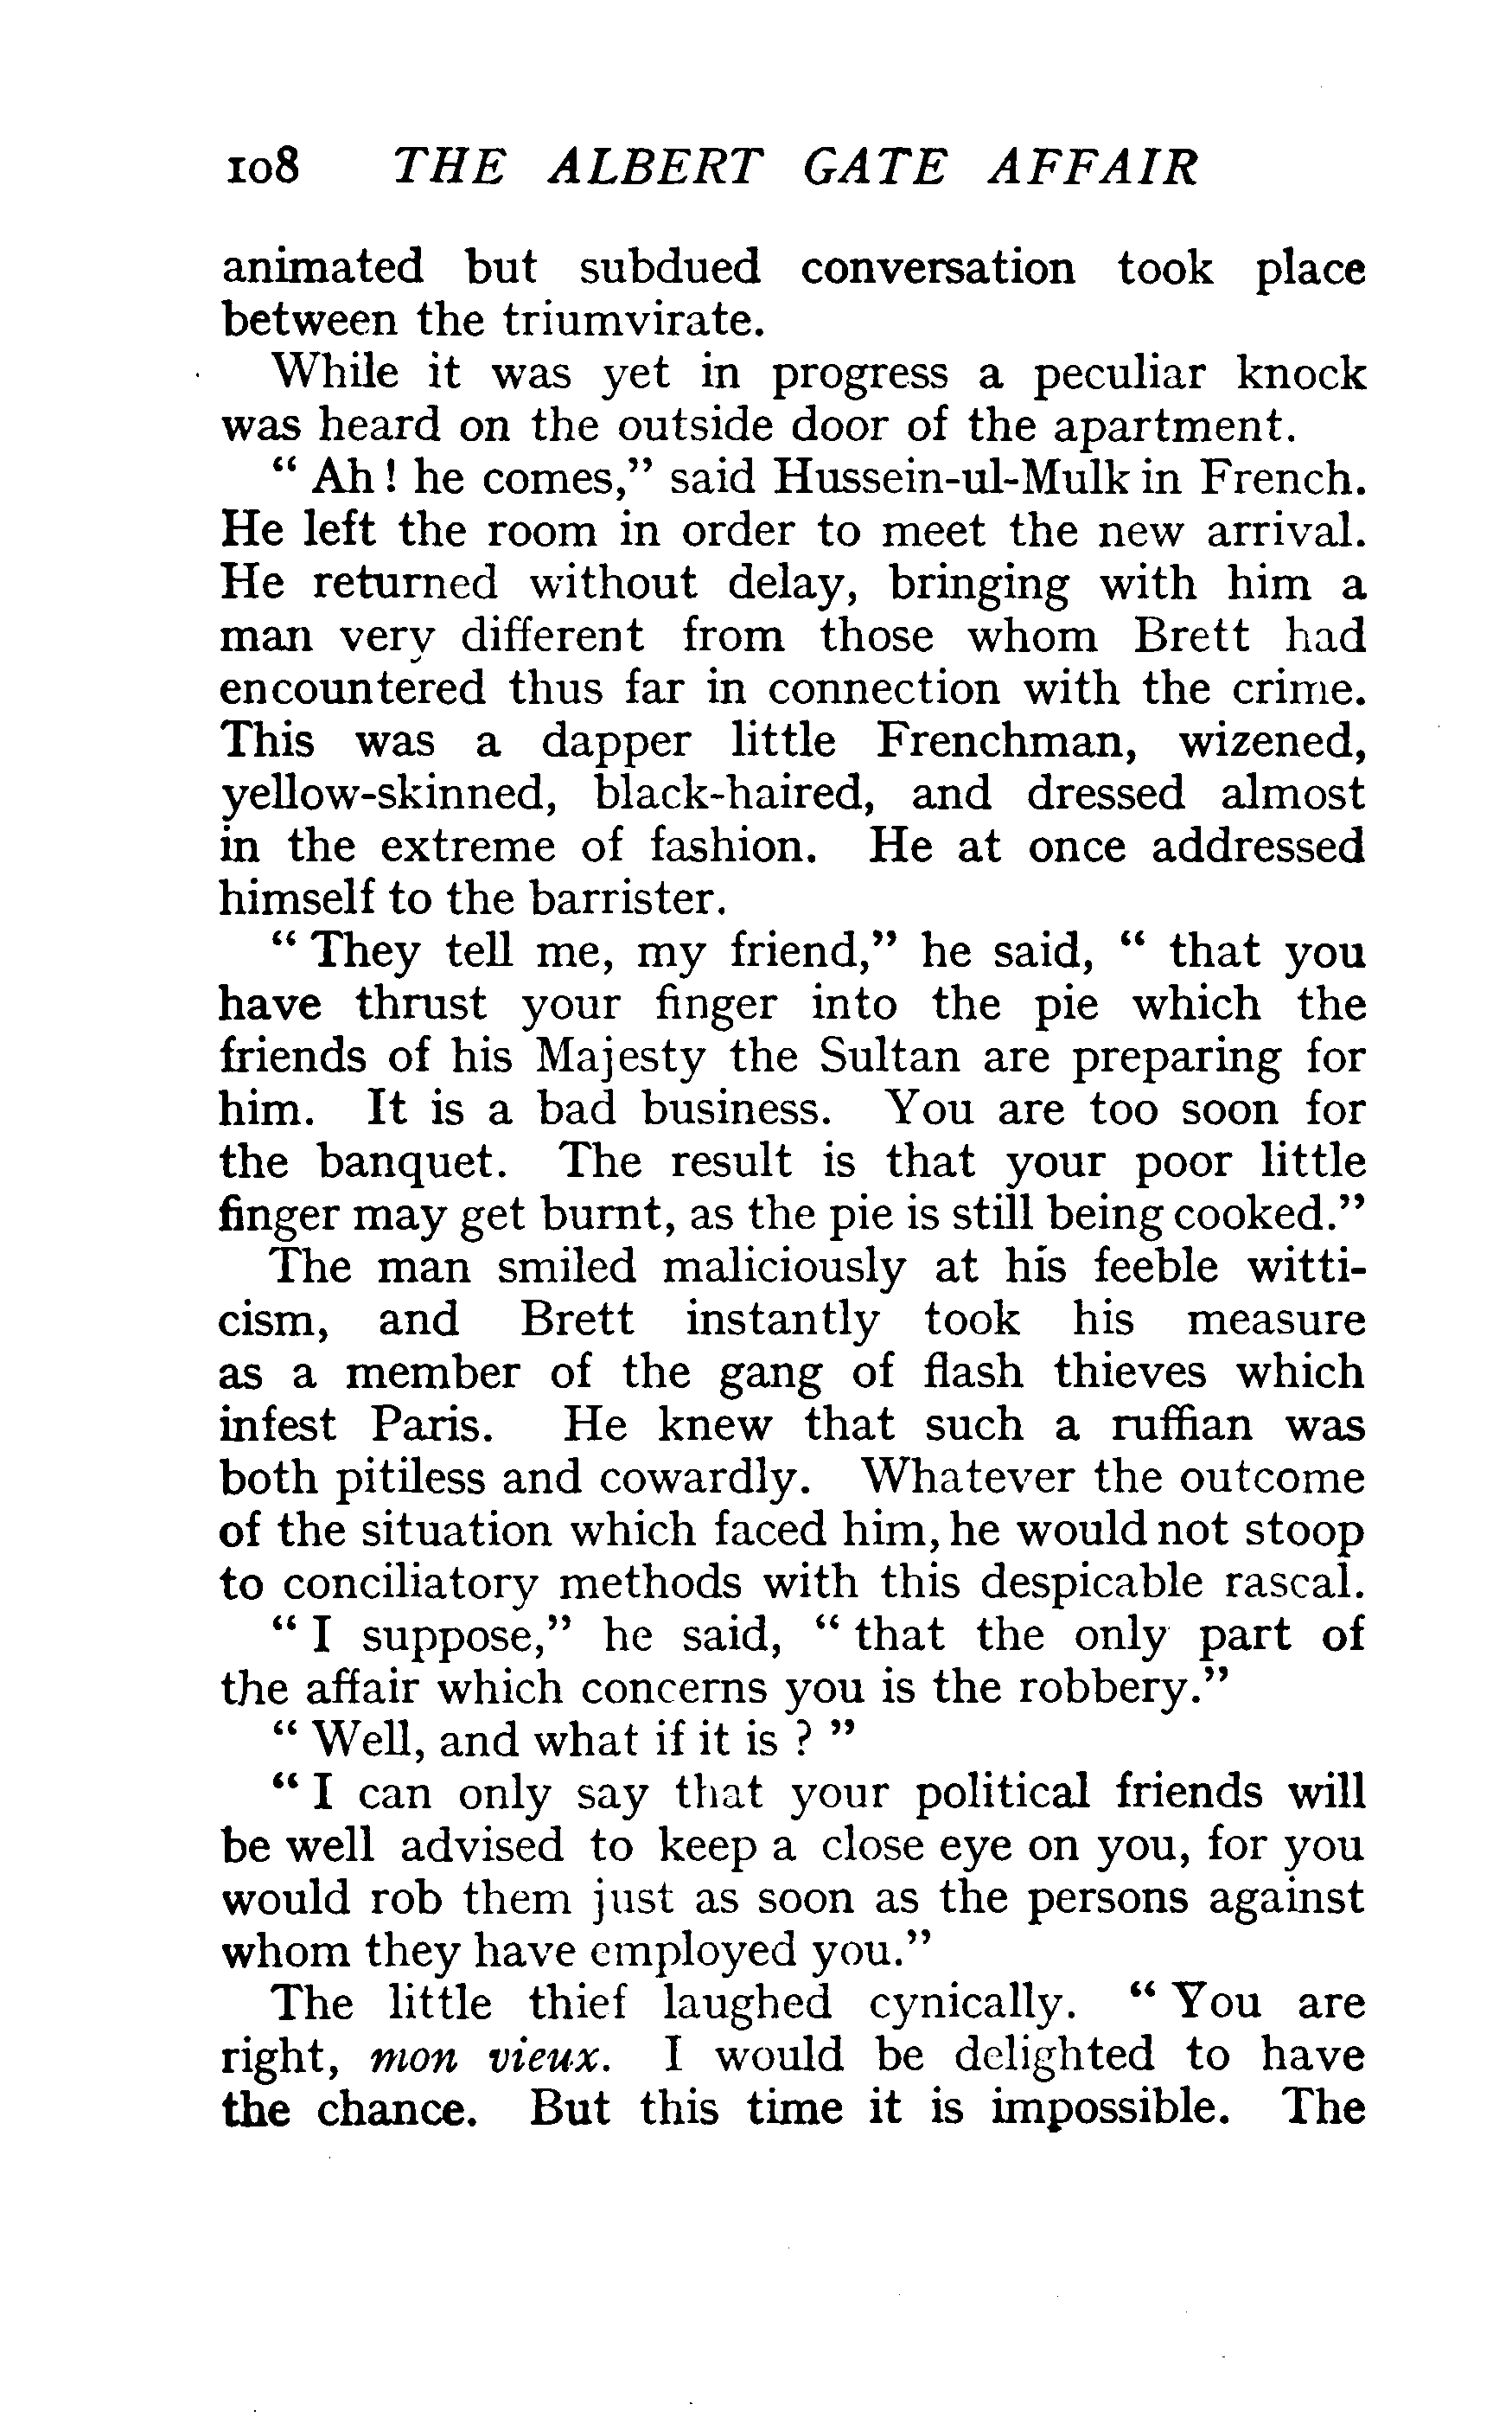 108 THE ALBERT GATE AFFAIR
animated but subdued conversation took place
between the triumvirate.
While it was yet in progress a peculiar knock
was heard on the outside door of the apartment.
“ Ah ! he comes,” said Hussein-ul-Mulk in French.
He left the room in order to meet the new arrival.
He returned without delay, bringing with him a
man very different from those whom Brett had
encountered thus far in connection with the crime.
This was a dapper little Frenchman, wizened,
yellow-skinned, black-haired, and dressed almost
in the extreme of fashion. He at once addressed
himself to the barrister.
“ They tell me, my friend,” he said, “ that you
have thrust your finger into the pie which the
friends of his Majesty the Sultan are preparing for
him. It is a bad business. You are too soon for
the banquet. The result is that your poor little
finger may get burnt, as the pie is still being cooked.”
The man smiled maliciously at his feeble witti-
cism, and Brett instantly took his measure
as a member of the gang of flash thieves which
infest Paris. He knew that such a ruffian was
both pitiless and cowardly. Whatever the outcome
of the situation which faced him, he would not stoop
to conciliatory methods with this despicable rascal.
“ I suppose,” he said, “ that the only part of
the affair which concerns you is the robbery.”
“ Well, and what if it is ? ”
“ I can only say that your political friends will
be well advised to keep a close eye on you, for you
would rob them just as soon as the persons against
whom they have employed you.”
The little thief laughed cynically. “ You are
right, mon vieux. I would be delighted to have
the chance. But this time it is impossible. The